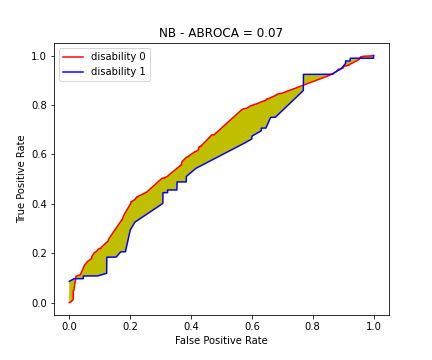 NB - ABROCA = 0.07
disability 0
disability 1
True Positive Rate
1.0
0.8
0.6
0.4
0.2
0.0
0.0 0.2 0.4 0.6 0.8 1.0
False Positive Rate